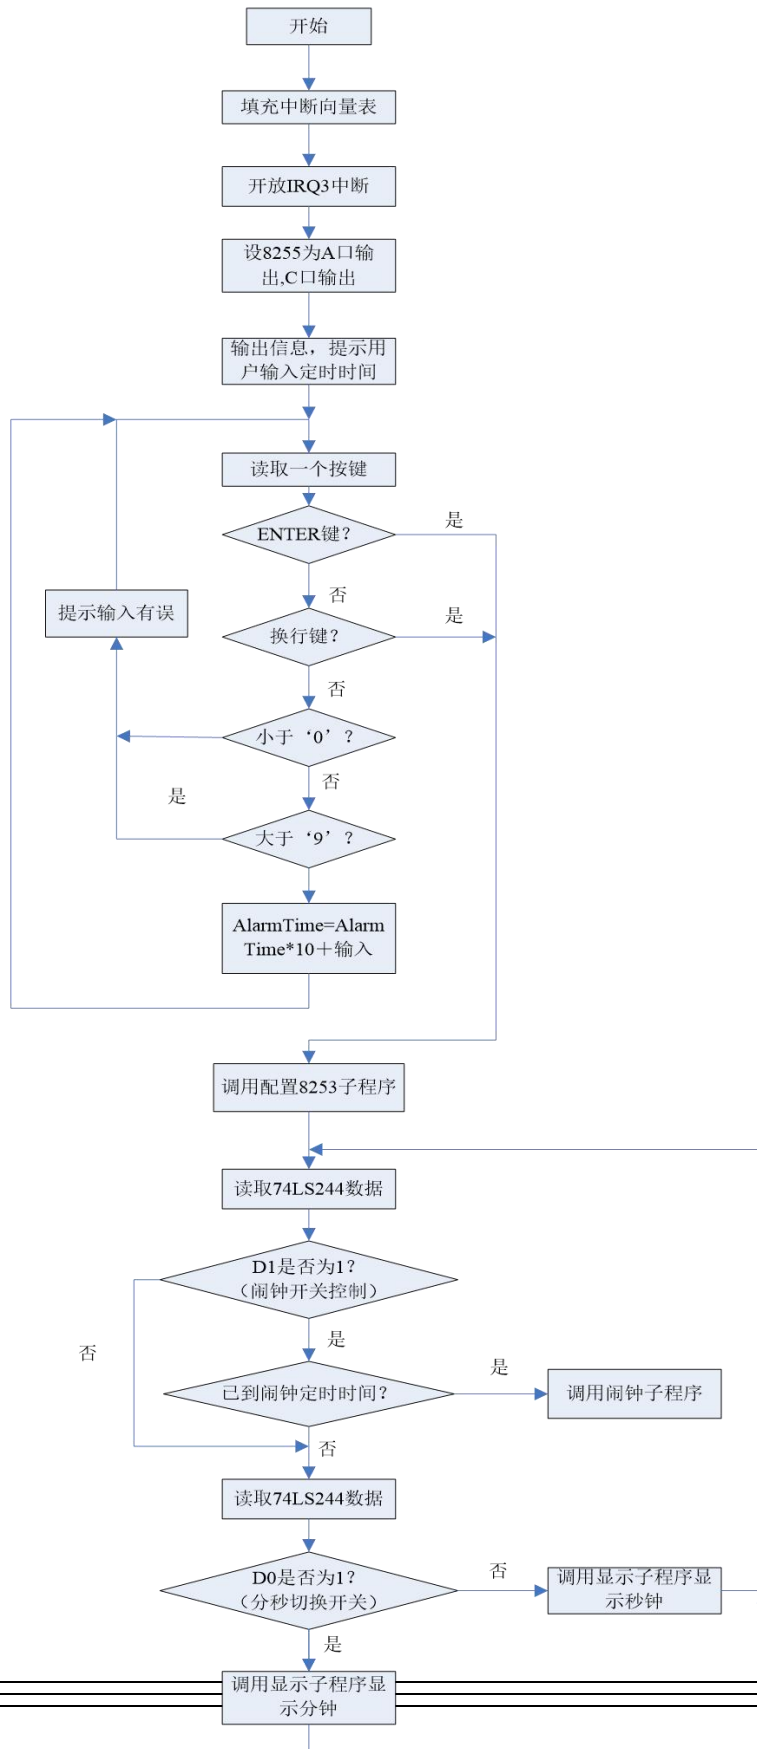 开始
填充中断向量表
开放IRQ3中断
设8255为A口输
出,C口输出
输出信息，提示用
户输入定时时间
读取一个按键
ENTER键？
是
否
提示输入有误
换行键？
是
否
小于‘0’？
否
是
大于‘9’？
AlarmTime=Alarm
Time*10＋输入
调用配置8253子程序
读取74LS244数据
D1是否为1？
（闹钟开关控制）
是
否
已到闹钟定时时间？
是
调用闹钟子程序
否
读取74LS244数据
D0是否为1？
（分秒切换开关）
否
调用显示子程序显
示秒钟
是
调用显示子程序显
示分钟